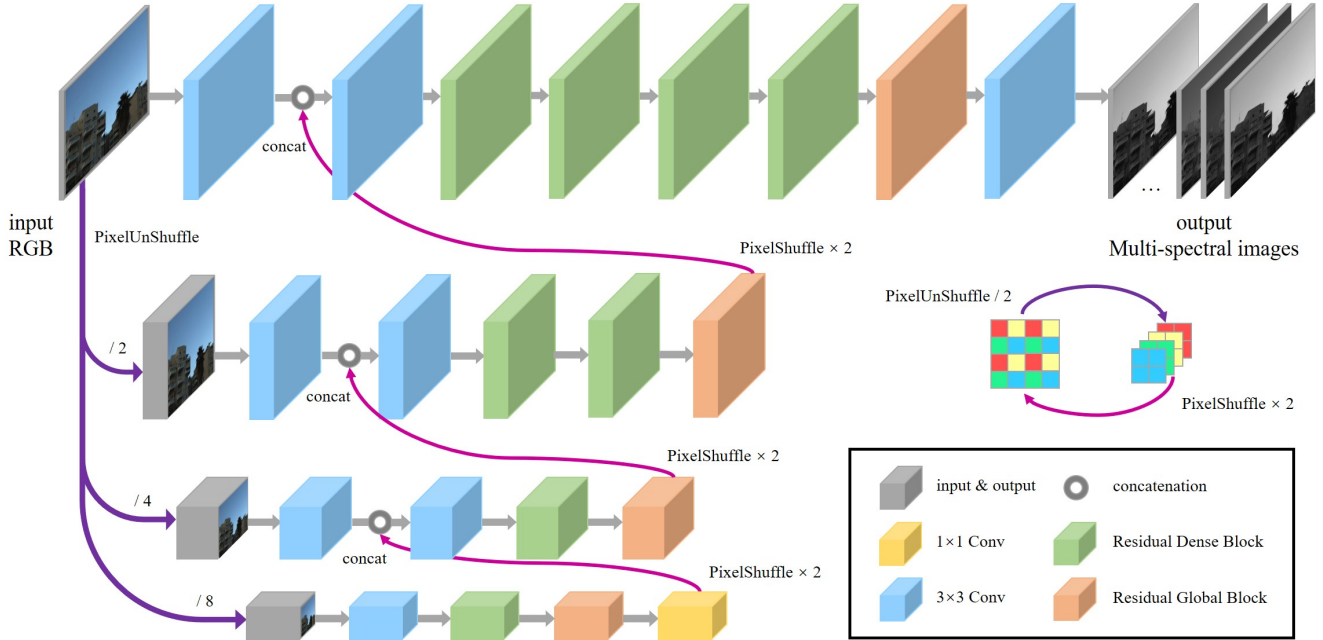 concat
input
RGB
PixelUnShuffle
...
output
Multi-spectral images
PixelShuffle × 2
PixelUnShuffle / 2
/ 2
concat
PixelShuffle × 2
PixelShuffle × 2
/ 4
concat
PixelShuffle × 2
/ 8
input & output
concatenation
1×1 Conv
Residual Dense Block
3×3 Conv
Residual Global Block